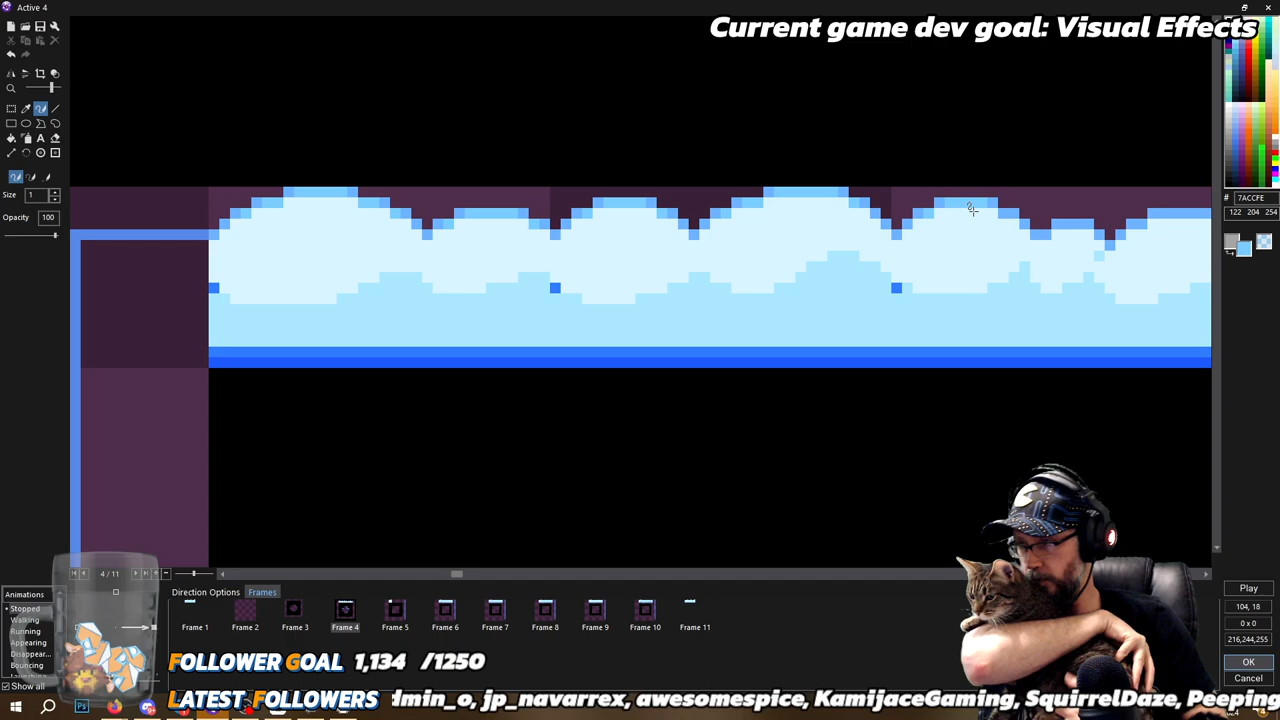 Active 4
Current game dev goal: Visual Effects
Size 1
Opacity 100
# 7ACCFE
122 204 254
4 / 11
Direction Options Frames
Animations
Stopped
Walking
Running
Appearing
Disappear...
Bouncing
Show all
Frame 1 Frame 2 Frame 3 Frame 4 Frame 5 Frame 6 Frame 7 Frame 8 Frame 9 Frame 10 Frame 11
Play
104, 18
0 x 0
216,244,255
OK
Cancel
FOLLOWER GOAL 1,134 /1250
LATEST FOLLOWERS dmin_o, jp_navarrex, awesomespice, KamijaceGaming, SquirrelDaze, Peeping
Ps